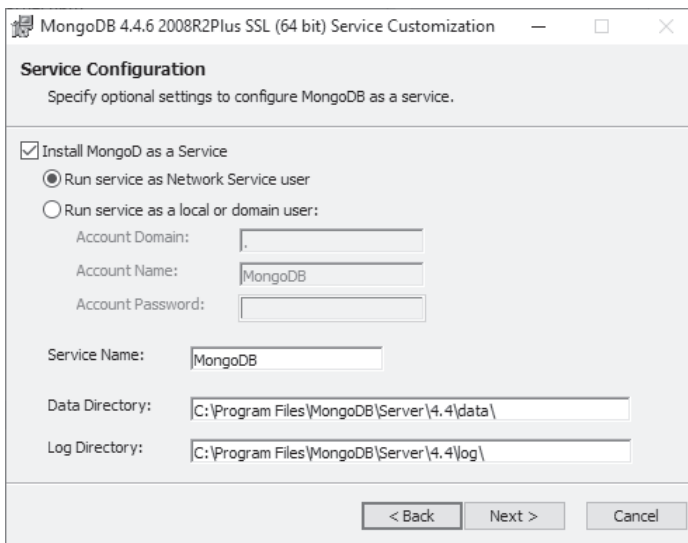 MongoDB 4.4.6 2008R2Plus SSL (64 bit) Service Customization
Service Configuration
Specify optional settings to configure MongoDB as a service.
Install MongoD as a Service
Run service as Network Service user
Run service as a local or domain user:
Account Domain: .
Account Name: MongoDB
Account Password:
Service Name: MongoDB
Data Directory: C:\Program Files\MongoDB\Server\4.4\data\
Log Directory: C:\Program Files\MongoDB\Server\4.4\log\
< Back Next > Cancel